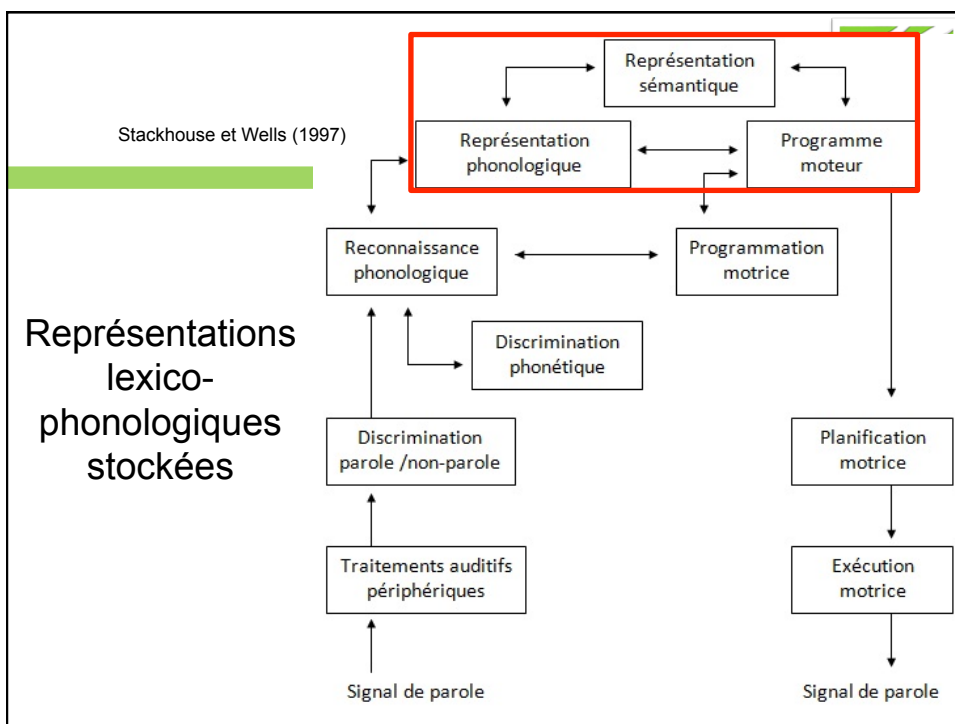 Représentation
sémantique
Stackhouse et Wells (1997)
Représentation
phonologique
Programme
moteur
Reconnaissance
phonologique
Programmation
motrice
Représentations
lexico-
phonologiques
stockées
Discrimination
phonétique
Discrimination
parole /non-parole
Planification
motrice
Traitements auditifs
périphériques
Exécution
motrice
Signal de parole
Signal de parole